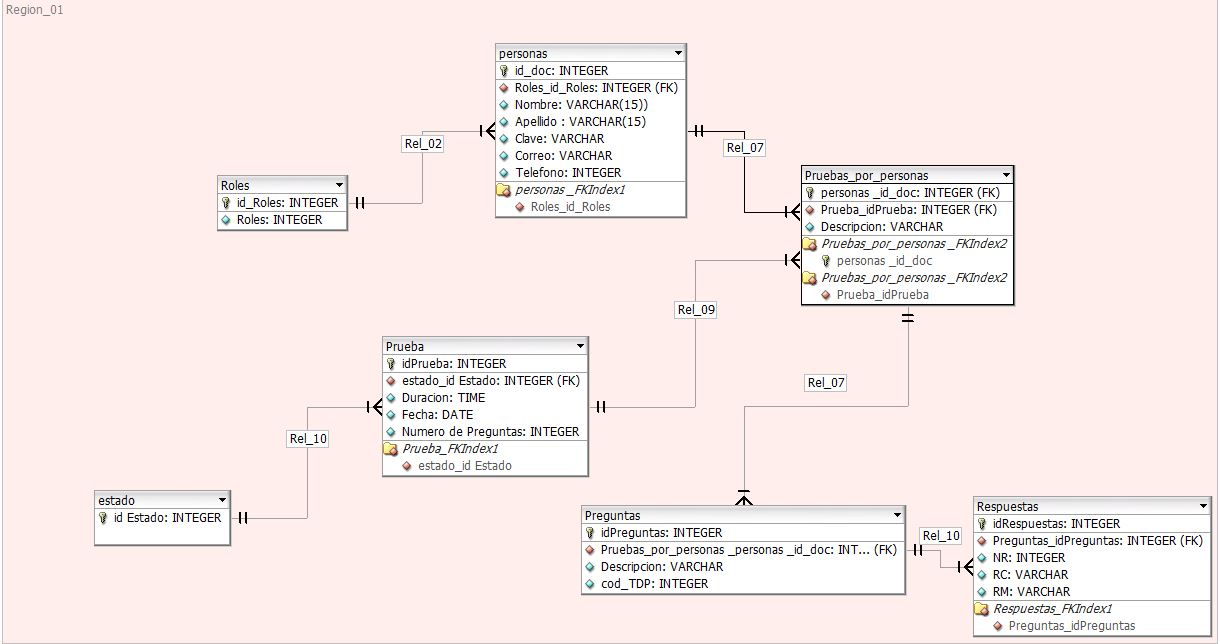 Region_01
personas
id_doc: INTEGER
Roles_id_Roles: INTEGER (FK)
Nombre: VARCHAR(15))
Apellido : VARCHAR(15)
Clave: VARCHAR
Correo: VARCHAR
Telefono: INTEGER
personas _FKIndex1
Roles_id_Roles
Rel_02
Rel_07
Roles
id_Roles: INTEGER
Roles: INTEGER
Pruebas_por_personas
personas _id_doc: INTEGER (FK)
Prueba_idPrueba: INTEGER (FK)
Descripcion: VARCHAR
Pruebas_por_personas _FKIndex2
personas _id_doc
Pruebas_por_personas _FKIndex2
Prueba_idPrueba
Rel_09
Prueba
idPrueba: INTEGER
estado_id Estado: INTEGER (FK)
Duracion: TIME
Fecha: DATE
Numero de Preguntas: INTEGER
Prueba_FKIndex1
estado_id Estado
Rel_07
Rel_10
estado
id Estado: INTEGER
Preguntas
idPreguntas: INTEGER
Pruebas_por_personas _personas _id_doc: INT... (FK)
Descripcion: VARCHAR
cod_TDP: INTEGER
Rel_10
Respuestas
idRespuestas: INTEGER
Preguntas_idPreguntas: INTEGER (FK)
NR: INTEGER
RC: VARCHAR
RM: VARCHAR
Respuestas_FKIndex1
Preguntas_idPreguntas